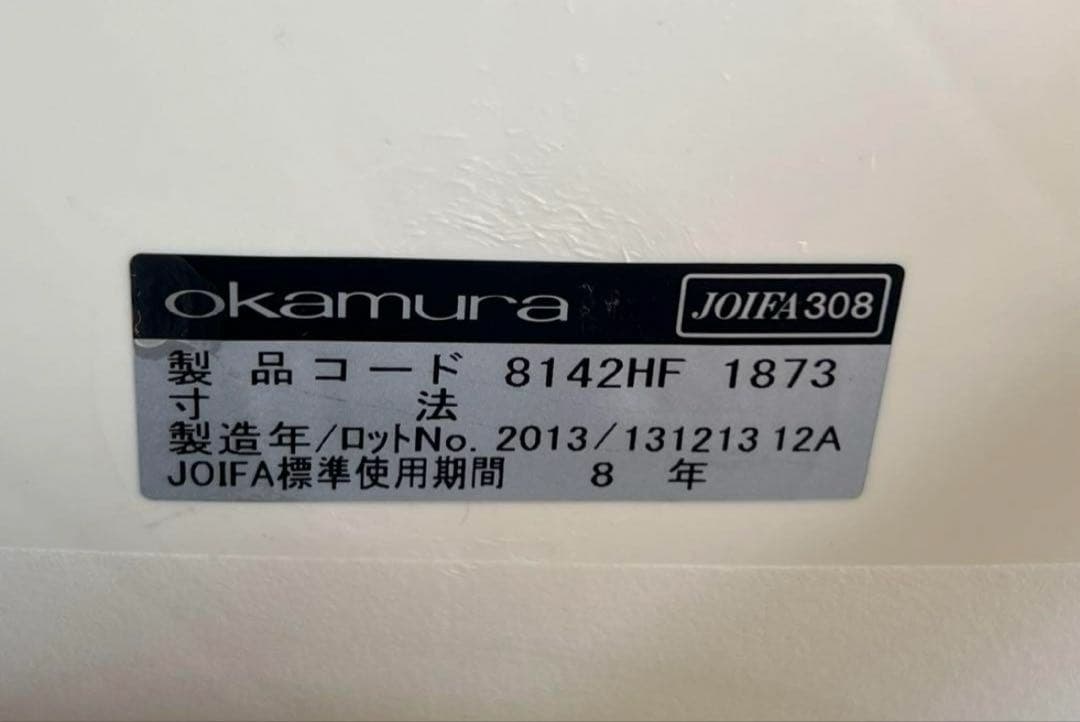 okamura JOIFA308
製品コード 8142HF 1873
寸法
製造年/ロットNo. 2013/131213 12A
JOIFA標準使用期間 8 年